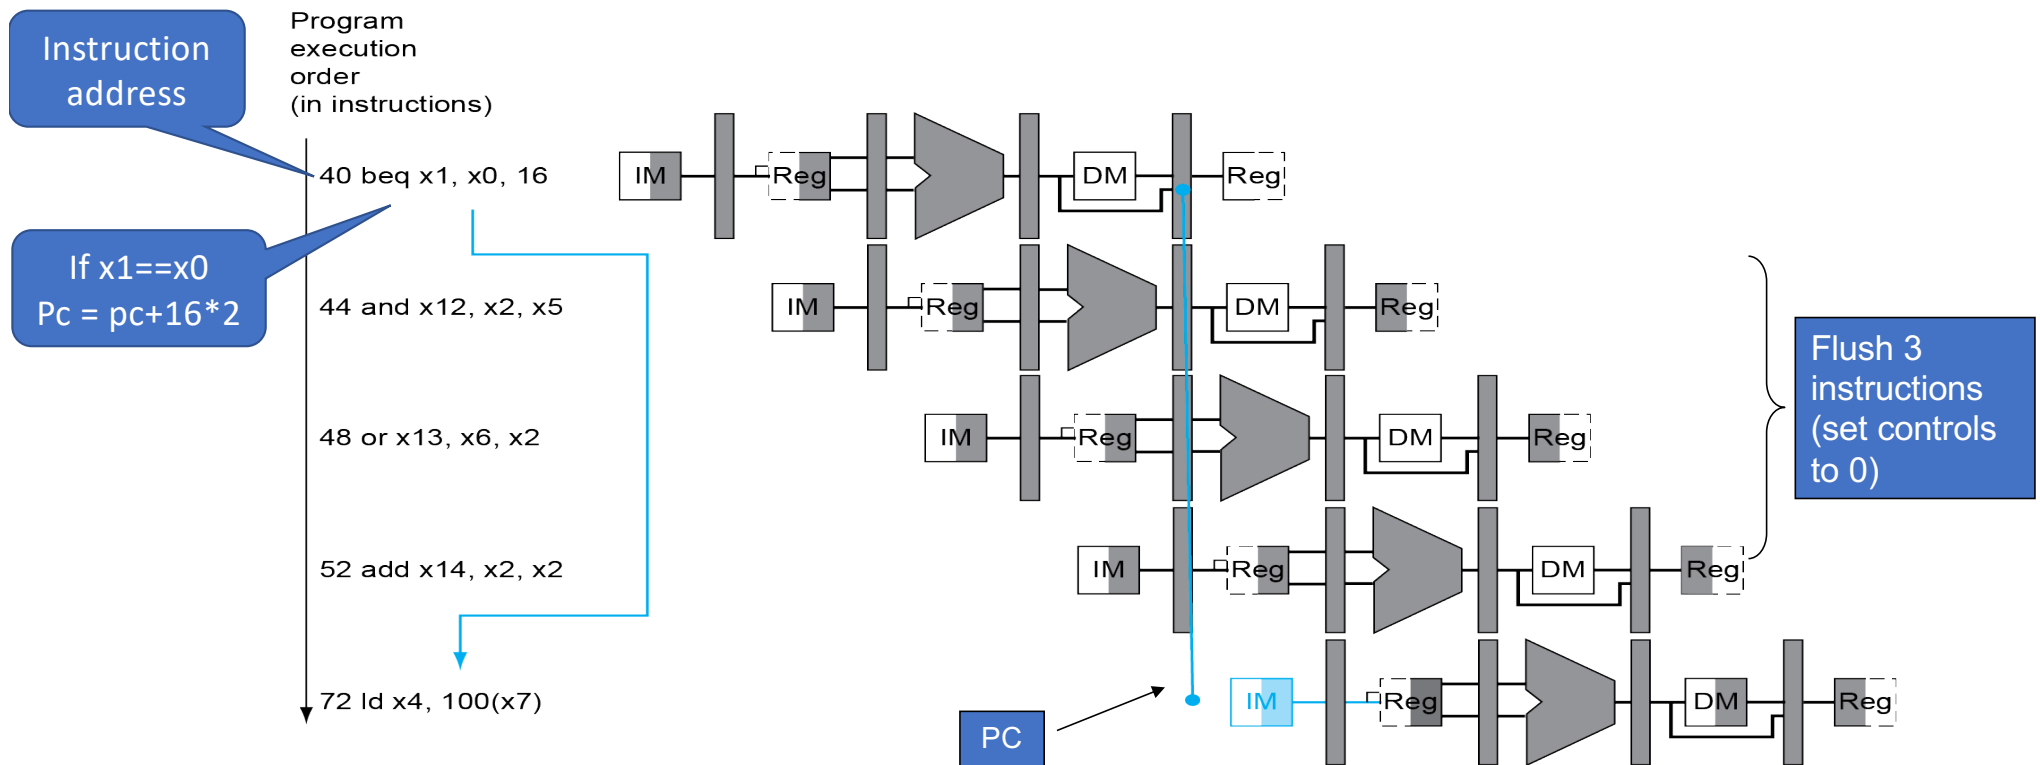 Instruction
address
Program
execution
order
(in instructions)
40 beq x1, x0, 16
IM
Reg
DM
Reg
If x1==x0
Pc = pc+16*2
44 and x12, x2, x5
IM
Reg
DM
Reg
Flush 3
instructions
(set controls
to 0)
48 or x13, x6, x2
IM
Reg
DM
Reg
52 add x14, x2, x2
IM
Reg
DM
Reg
72 ld x4, 100(x7)
IM
Reg
DM
Reg
PC